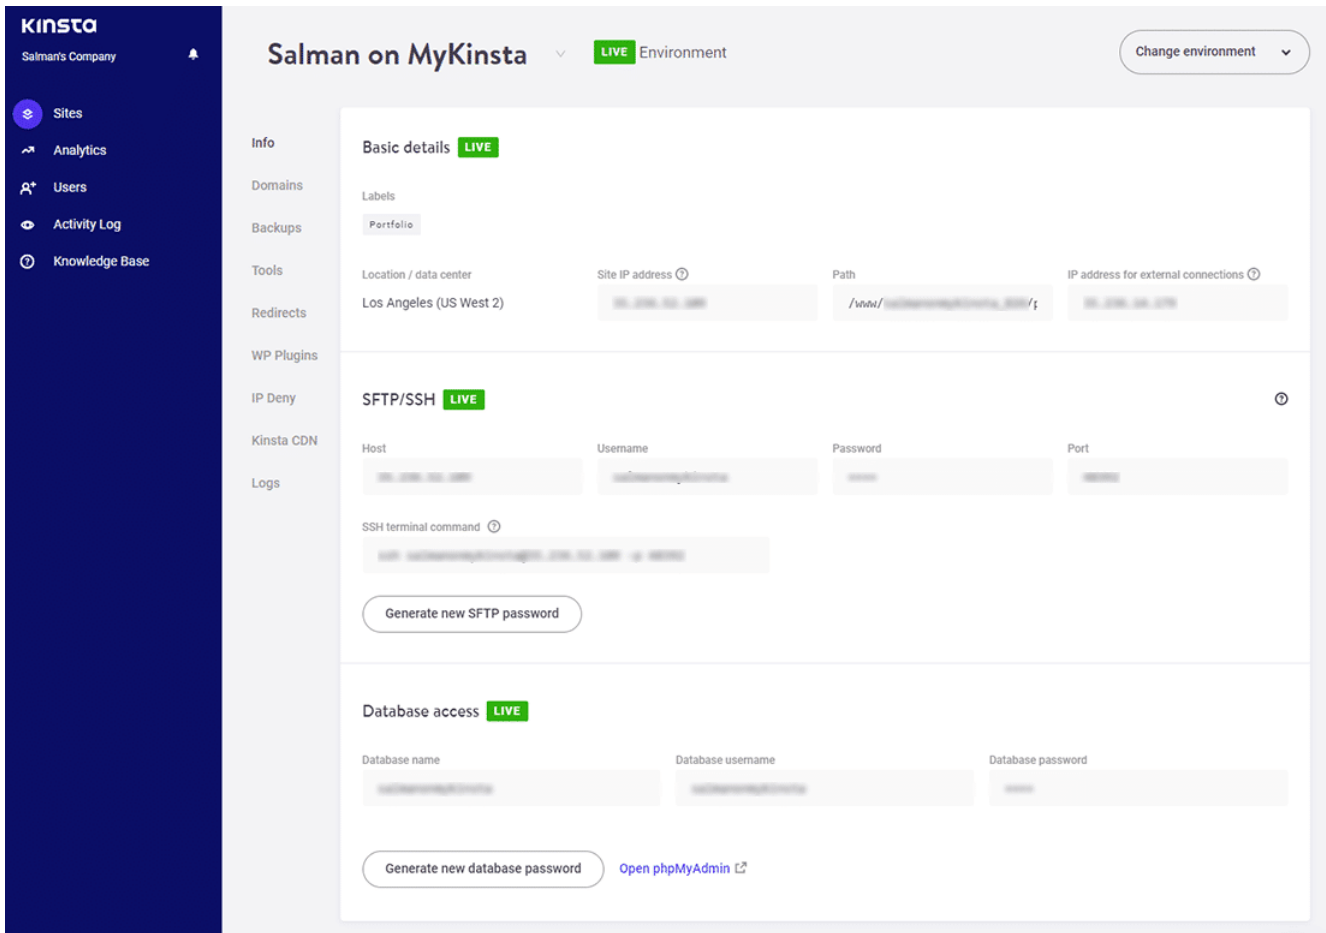 Kinsta
Salman's Company
Sites
Analytics
Users
Activity Log
Knowledge Base
Salman on MyKinsta
LIVE Environment
Change environment
Info
Domains
Backups
Tools
Redirects
WP Plugins
IP Deny
Kinsta CDN
Logs
Basic details LIVE
Labels
Portfolio
Location / data center
Los Angeles (US West 2)
Site IP address
Path
/www/
IP address for external connections
SFTP/SSH LIVE
Host
Username
Password
Port
SSH terminal command
Generate new SFTP password
Database access LIVE
Database name
Database username
Database password
Generate new database password
Open phpMyAdmin